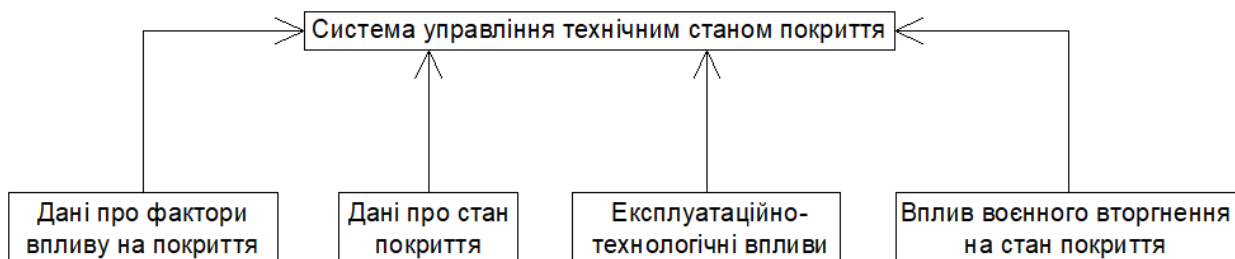 Система управління технічним станом покриття
Дані про фактори
впливу на покриття
Дані про стан
покриття
Експлуатаційно-
технологічні впливи
Вплив воєнного вторгнення
на стан покриття